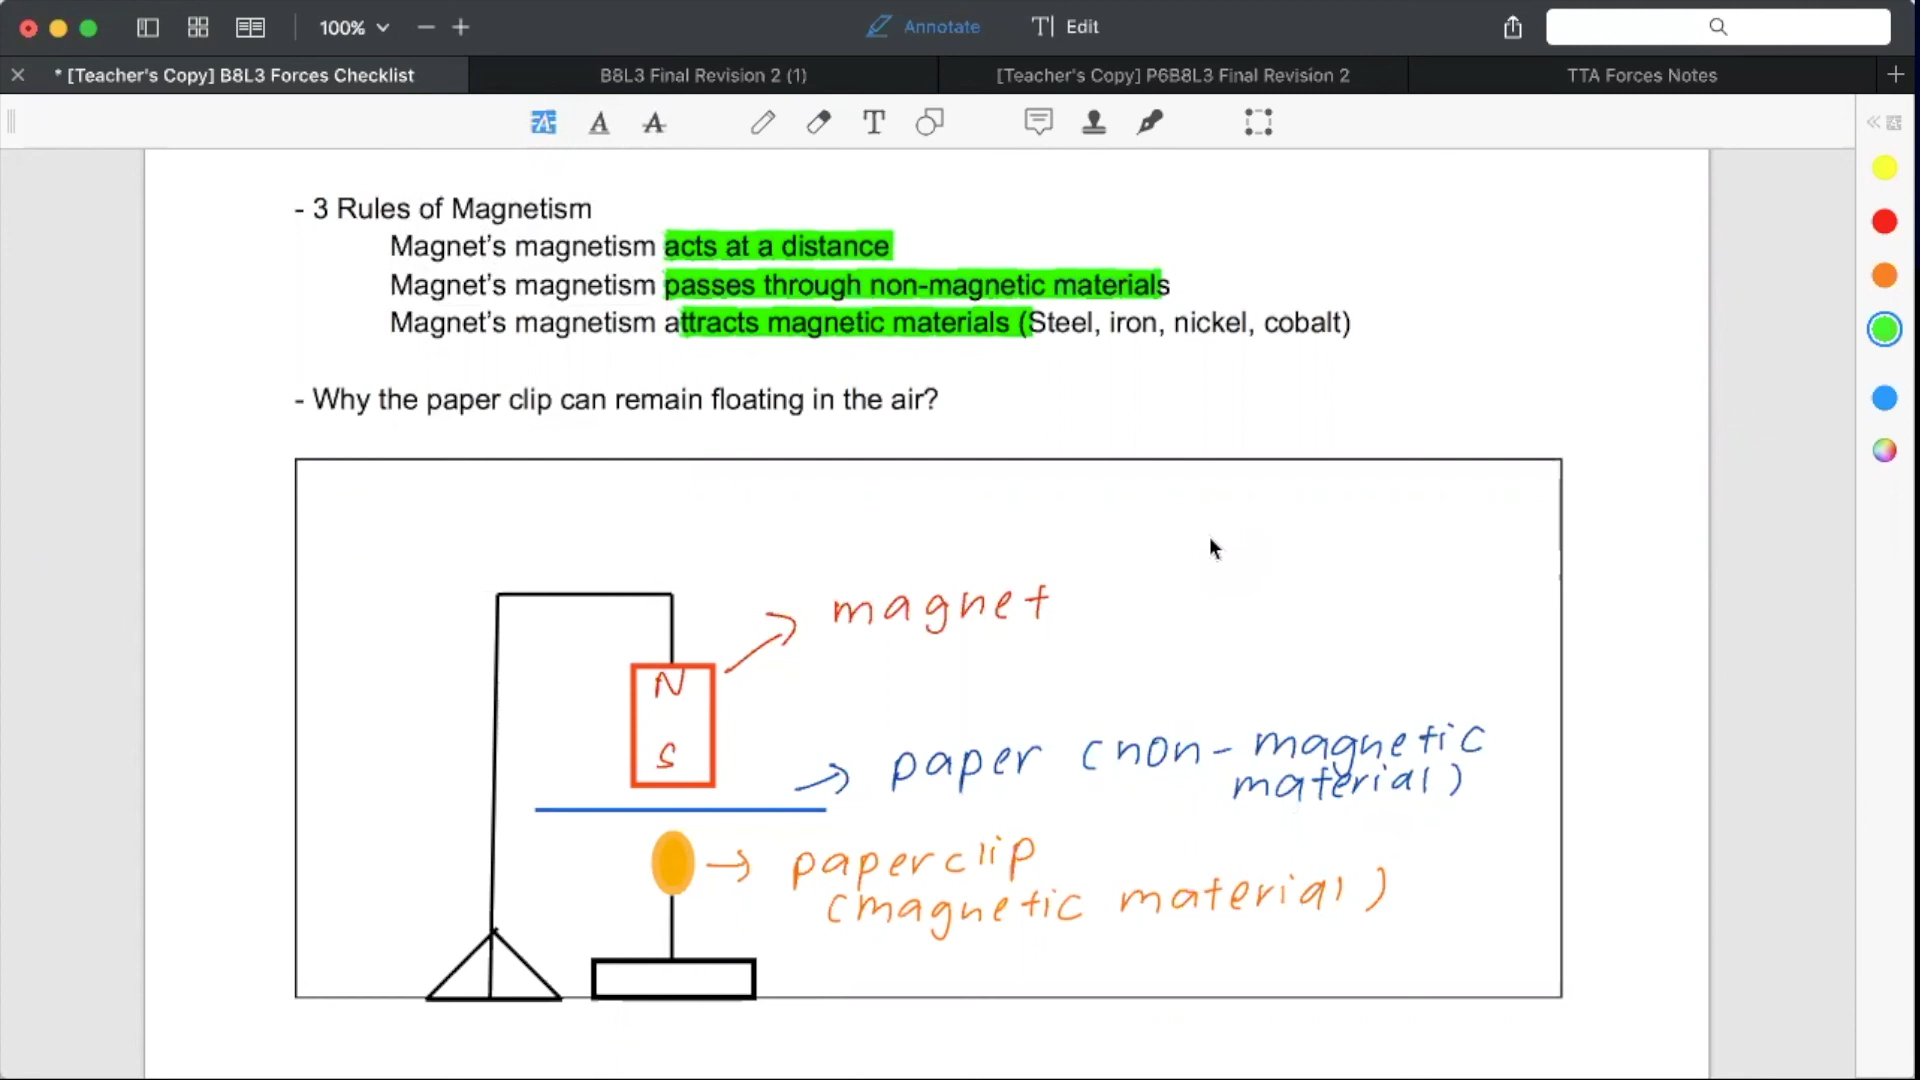 100%
Annotate
T| Edit
* [Teacher's Copy] B8L3 Forces Checklist
B8L3 Final Revision 2 (1)
[Teacher's Copy] P6B8L3 Final Revision 2
TTA Forces Notes
- 3 Rules of Magnetism
Magnet’s magnetism acts at a distance
Magnet’s magnetism passes through non-magnetic materials
Magnet’s magnetism attracts magnetic materials (Steel, iron, nickel, cobalt)
- Why the paper clip can remain floating in the air?
magnet
N
S
paper (non-magnetic
material)
paperclip
(magnetic material)